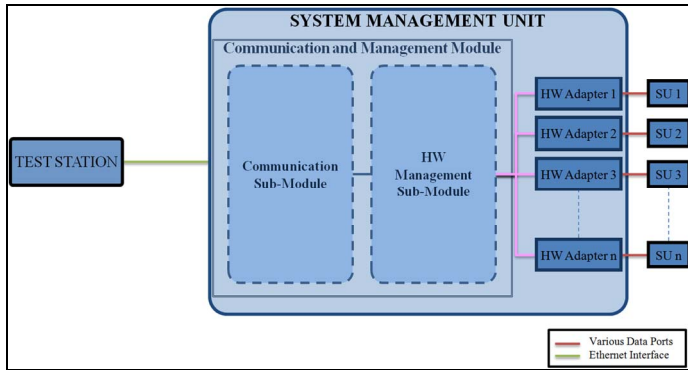 SYSTEM MANAGEMENT UNIT
Communication and Management Module
TEST STATION
Communication
Sub-Module
HW
Management
Sub-Module
HW Adapter 1
SU 1
HW Adapter 2
SU 2
HW Adapter 3
SU 3
HW Adapter n
SU n
Various Data Ports
Ethernet Interface